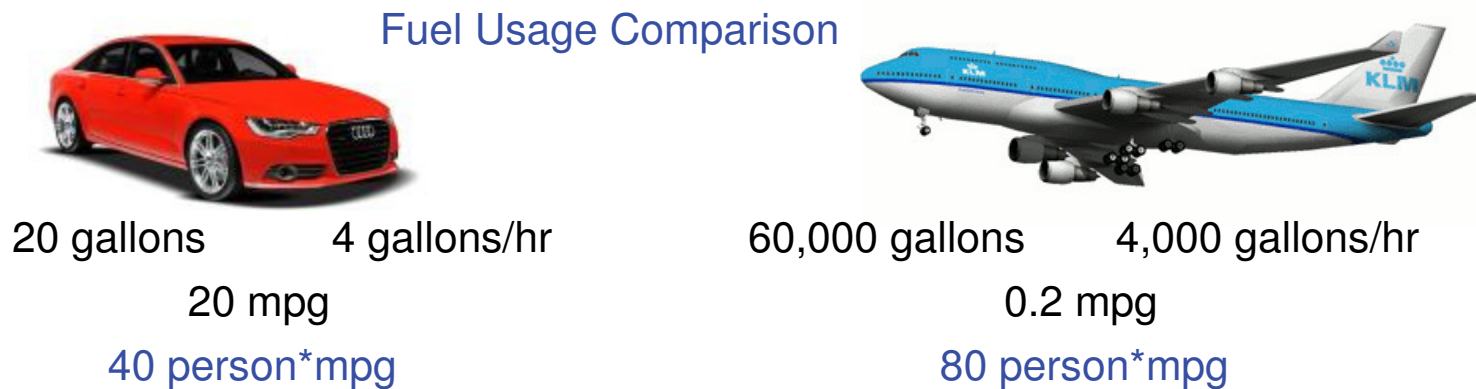 Fuel Usage Comparison
KLM
KLM
20 gallons 4 gallons/hr
60,000 gallons 4,000 gallons/hr
20 mpg
0.2 mpg
40 person*mpg
80 person*mpg